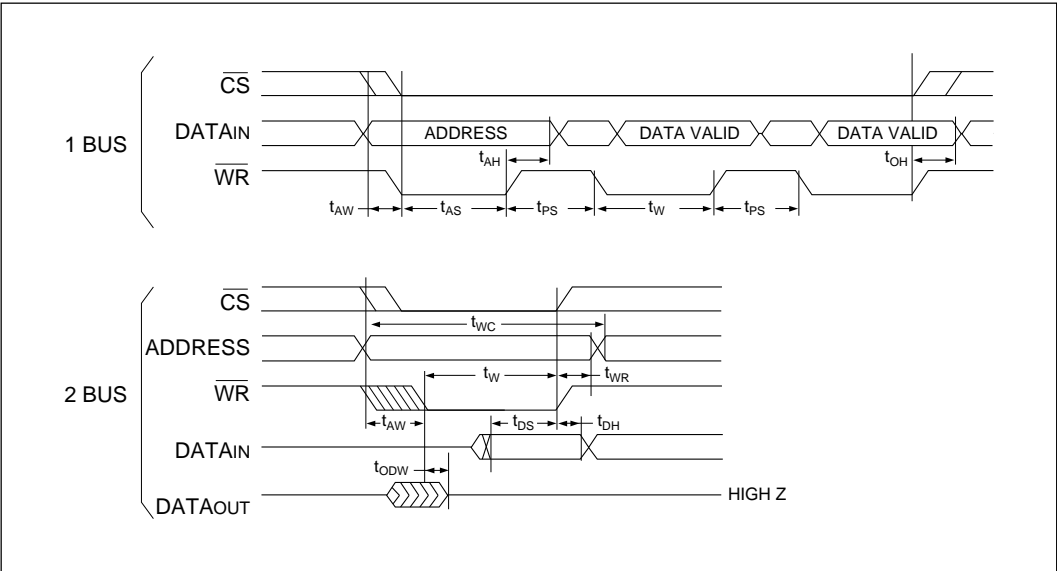 1 BUS
CS
DATAIN ADDRESS DATA VALID DATA VALID
tAH tOH
WR
tAW tAS tPS tW tPS
2 BUS
CS
tWC
ADDRESS
tW tWR
WR
tAW tDS tDH
DATAIN
tODW
DATAOUT HIGH Z